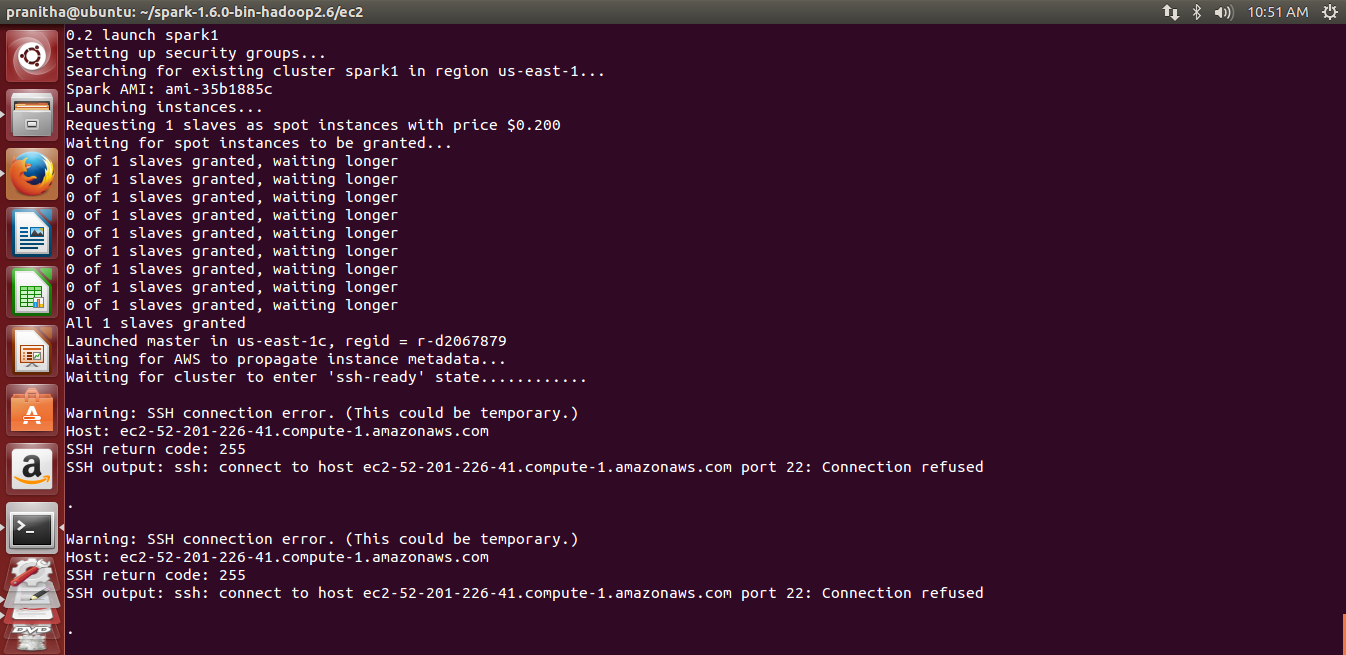 pranitha@ubuntu: ~/spark-1.6.0-bin-hadoop2.6/ec2
10:51 AM
0.2 launch spark1
Setting up security groups...
Searching for existing cluster spark1 in region us-east-1...
Spark AMI: ami-35b1885c
Launching instances...
Requesting 1 slaves as spot instances with price $0.200
Waiting for spot instances to be granted...
0 of 1 slaves granted, waiting longer
0 of 1 slaves granted, waiting longer
0 of 1 slaves granted, waiting longer
0 of 1 slaves granted, waiting longer
0 of 1 slaves granted, waiting longer
0 of 1 slaves granted, waiting longer
0 of 1 slaves granted, waiting longer
0 of 1 slaves granted, waiting longer
0 of 1 slaves granted, waiting longer
All 1 slaves granted
Launched master in us-east-1c, regid = r-d2067879
Waiting for AWS to propagate instance metadata...
Waiting for cluster to enter 'ssh-ready' state............
Warning: SSH connection error. (This could be temporary.)
Host: ec2-52-201-226-41.compute-1.amazonaws.com
SSH return code: 255
SSH output: ssh: connect to host ec2-52-201-226-41.compute-1.amazonaws.com port 22: Connection refused
.
Warning: SSH connection error. (This could be temporary.)
Host: ec2-52-201-226-41.compute-1.amazonaws.com
SSH return code: 255
SSH output: ssh: connect to host ec2-52-201-226-41.compute-1.amazonaws.com port 22: Connection refused
.
a
>_
DVD